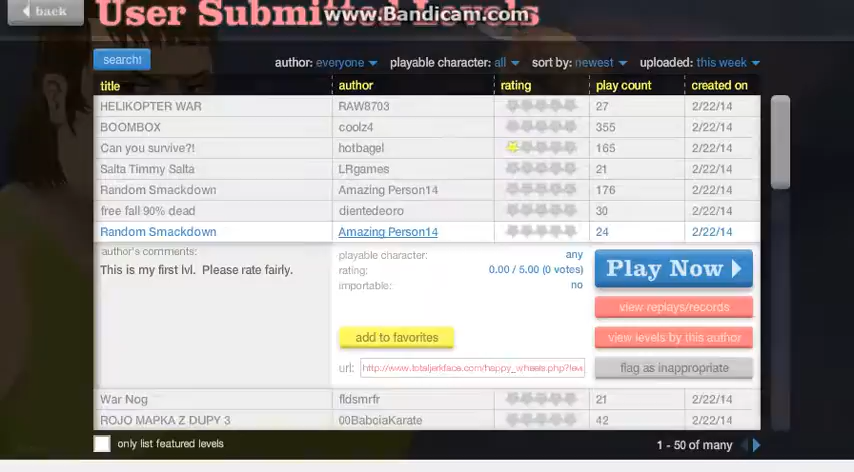 back
User Submitted Levels
www.Bandicam.com
search!
author: everyone playable character: all sort by: newest uploaded: this week
title author rating play count created on
HELIKOPTER WAR RAW8703 27 2/22/14
BOOMBOX coolz4 355 2/22/14
Can you survive?! hotbagel 165 2/22/14
Salta Timmy Salta LRgames 21 2/22/14
Random Smackdown Amazing Person14 176 2/22/14
free fall 90% dead dientedeoro 30 2/22/14
Random Smackdown Amazing Person14 24 2/22/14
author's comments:
This is my first lvl. Please rate fairly.
playable character: any
rating: 0.00 / 5.00 (0 votes)
importable: no
add to favorites
url: http://www.totaljerkface.com/happy_wheels.php?lev
Play Now
view replays/records
view levels by this author
flag as inappropriate
War Nog fldsmrfr 21 2/22/14
ROJO MAPKA Z DUPY 3 00BabciaKarate 42 2/22/14
only list featured levels
1 - 50 of many